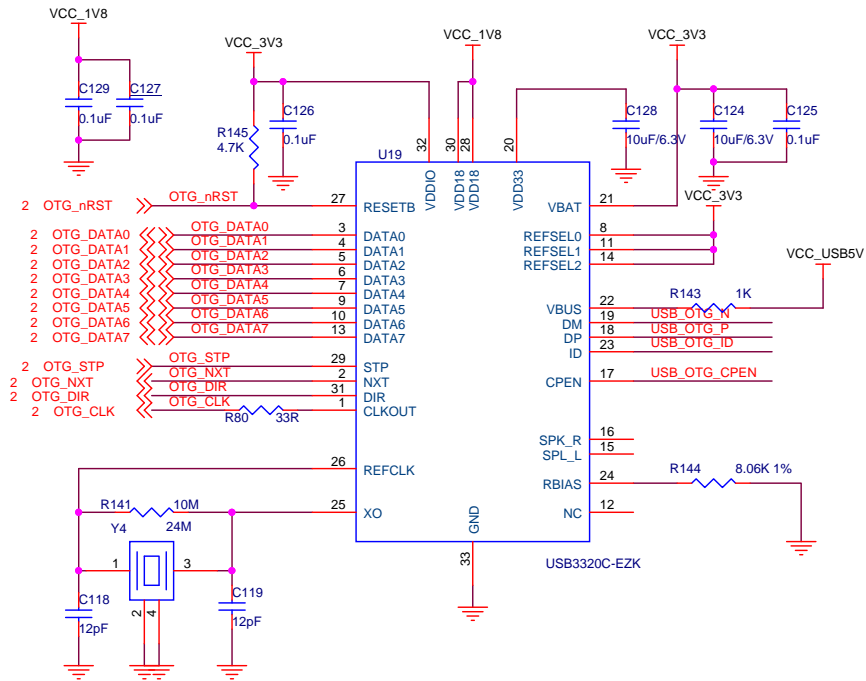 VCC_1V8
VCC_3V3
VCC_1V8
VCC_3V3
C129
0.1uF
C127
0.1uF
R145
4.7K
C126
0.1uF
C128
10uF/6.3V
C124
10uF/6.3V
C125
0.1uF
32
30
28
20
U19
VDDIO
VDD18
VDD18
VDD33
2 OTG_nRST
OTG_nRST
27
RESETB
VBAT
21
VCC_3V3
2 OTG_DATA0
OTG_DATA0
3
DATA0
REFSEL0
8
2 OTG_DATA1
OTG_DATA1
4
DATA1
REFSEL1
11
2 OTG_DATA2
OTG_DATA2
5
DATA2
REFSEL2
14
VCC_USB5V
2 OTG_DATA3
OTG_DATA3
6
DATA3
2 OTG_DATA4
OTG_DATA4
7
DATA4
2 OTG_DATA5
OTG_DATA5
9
DATA5
VBUS
22
R143
1K
2 OTG_DATA6
OTG_DATA6
10
DATA6
DM
19
USB_OTG_N
2 OTG_DATA7
OTG_DATA7
13
DATA7
DP
18
USB_OTG_P
ID
23
USB_OTG_ID
2 OTG_STP
OTG_STP
29
STP
2 OTG_NXT
OTG_NXT
2
NXT
CPEN
17
USB_OTG_CPEN
2 OTG_DIR
OTG_DIR
31
DIR
2 OTG_CLK
OTG_CLK
R80
33R
1
CLKOUT
SPK_R
16
SPL_L
15
26
REFCLK
RBIAS
24
R144
8.06K 1%
R141
10M
25
XO
NC
12
Y4
24M
GND
33
USB3320C-EZK
1
3
2
4
C118
12pF
C119
12pF